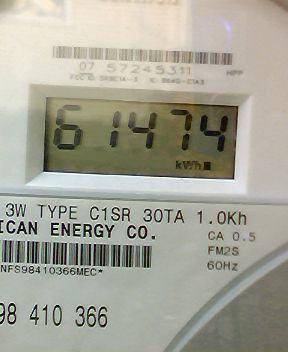 07 57245311
HPP
61474
kWh
3W TYPE C1SR 30TA 1.0Kh
ICAN ENERGY CO.
CA 0.5
FM2S
60Hz
NFS98410366MEC*
98 410 366